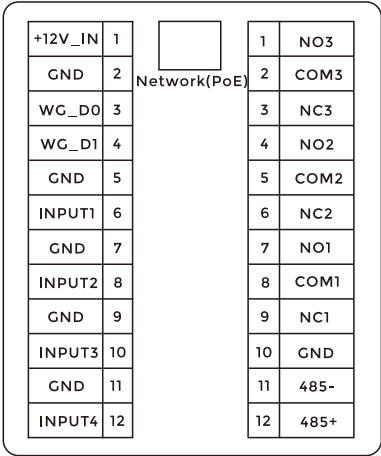 +12V_IN 1
GND 2
WG_D0 3
WG_D1 4
GND 5
INPUT1 6
GND 7
INPUT2 8
GND 9
INPUT3 10
GND 11
INPUT4 12
Network(PoE)
1 NO3
2 COM3
3 NC3
4 NO2
5 COM2
6 NC2
7 NO1
8 COM1
9 NC1
10 GND
11 485-
12 485+